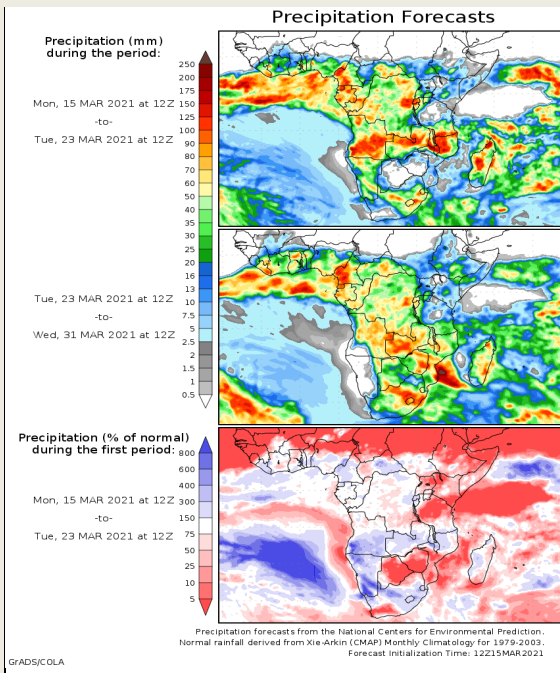 Precipitation Forecasts
Precipitation (mm)
during the period:
Mon, 15 MAR 2021 at 12Z
-to-
Tue, 23 MAR 2021 at 12Z
250
200
175
150
125
100
90
80
70
60
50
40
35
30
25
20
16
13
10
7.5
5
2.5
2
1.5
1
0.5
Tue, 23 MAR 2021 at 12Z
-to-
Wed, 31 MAR 2021 at 12Z
Precipitation (% of normal)
during the first period:
Mon, 15 MAR 2021 at 12Z
-to-
Tue, 23 MAR 2021 at 12Z
800
600
400
300
150
75
50
25
10
5
Precipitation forecasts from the National Centers for Environmental Prediction.
Normal rainfall derived from Xie-Arkin (CMAP) Monthly Climatology for 1979-2003.
Forecast Initialization Time: 12Z15MAR2021
GrADS/COLA